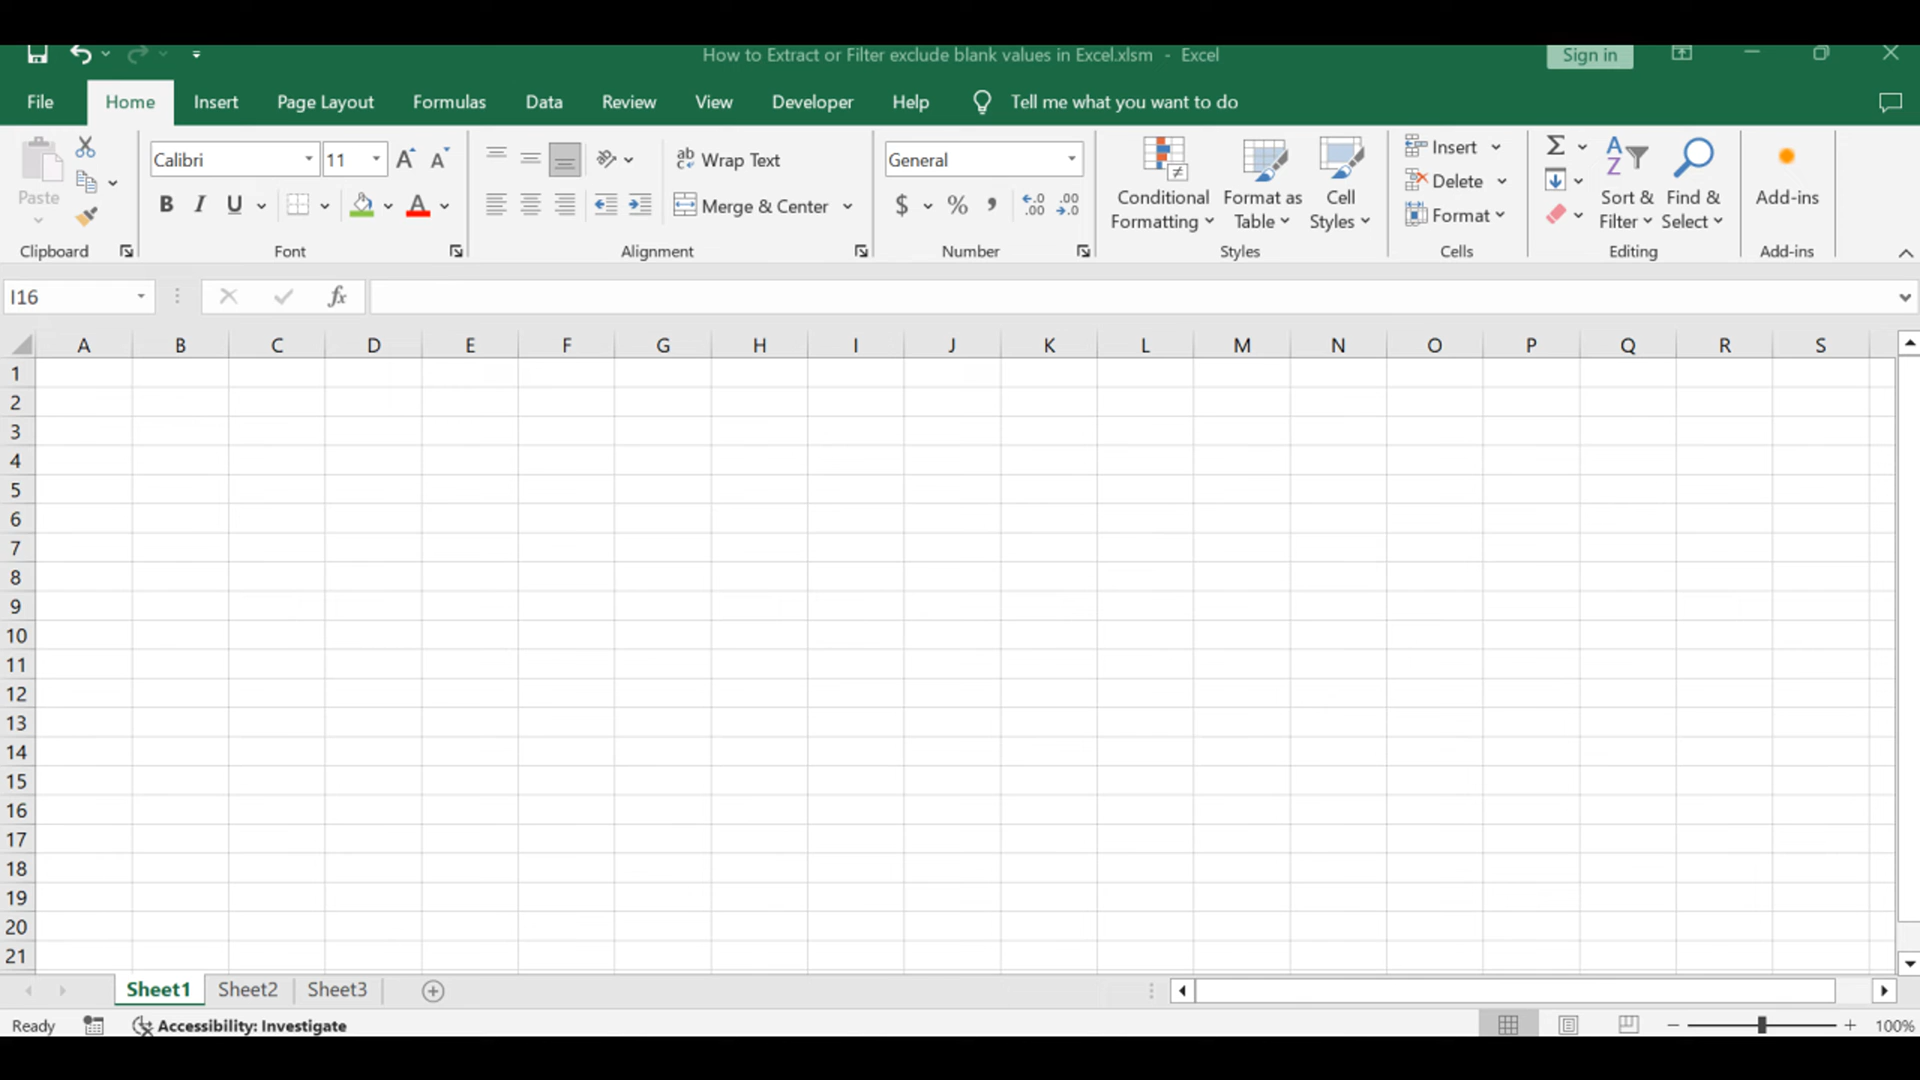 How to Extract or Filter exclude blank values in Excel.xlsm - Excel
Sign in
File Home Insert Page Layout Formulas Data Review View Developer Help Tell me what you want to do
Calibri 11 Wrap Text General
Insert
Paste
B I U Merge & Center $ % Conditional Formatting Format as Table Cell Styles
Delete
Format
Sort & Filter Find & Select
Add-ins
Clipboard Font Alignment Number Styles Cells Editing Add-ins
I16 fx
A B C D E F G H I J K L M N O P Q R S
1
2
3
4
5
6
7
8
9
10
11
12
13
14
15
16
17
18
19
20
21
Sheet1 Sheet2 Sheet3
Ready Accessibility: Investigate 100%